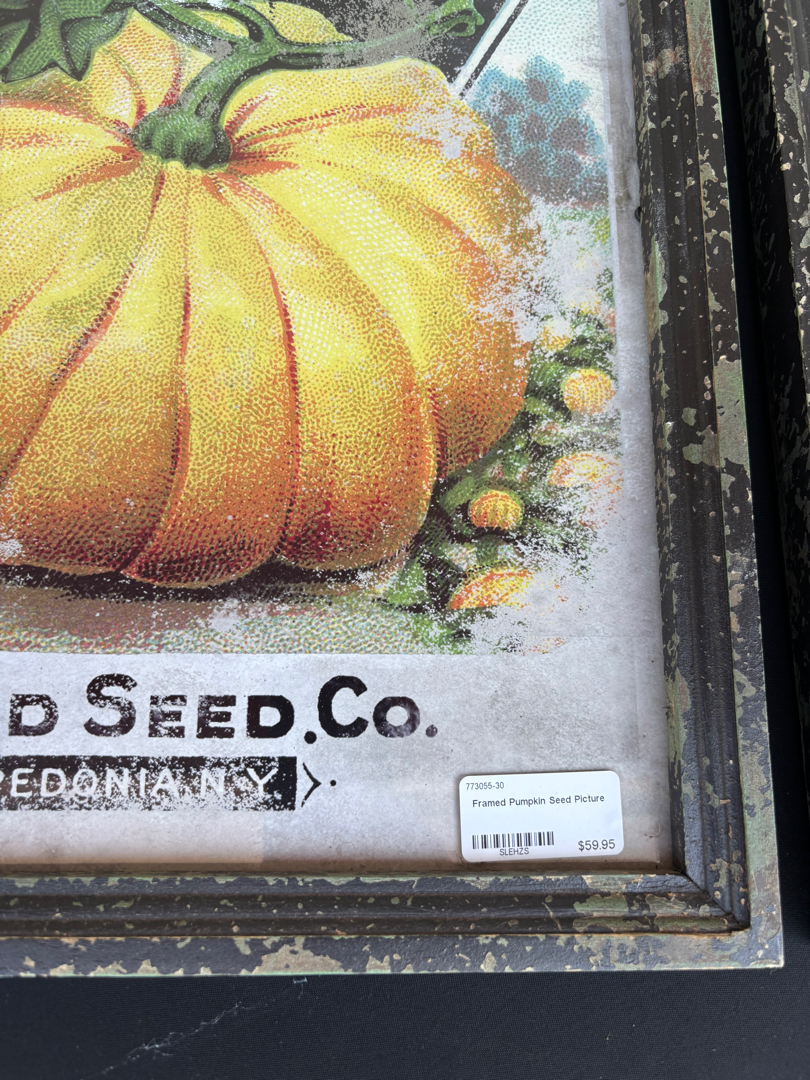 D SEED.CO.
EDONIA.N.Y.
773055-30
Framed Pumpkin Seed Picture
SLEHZS
$59.95